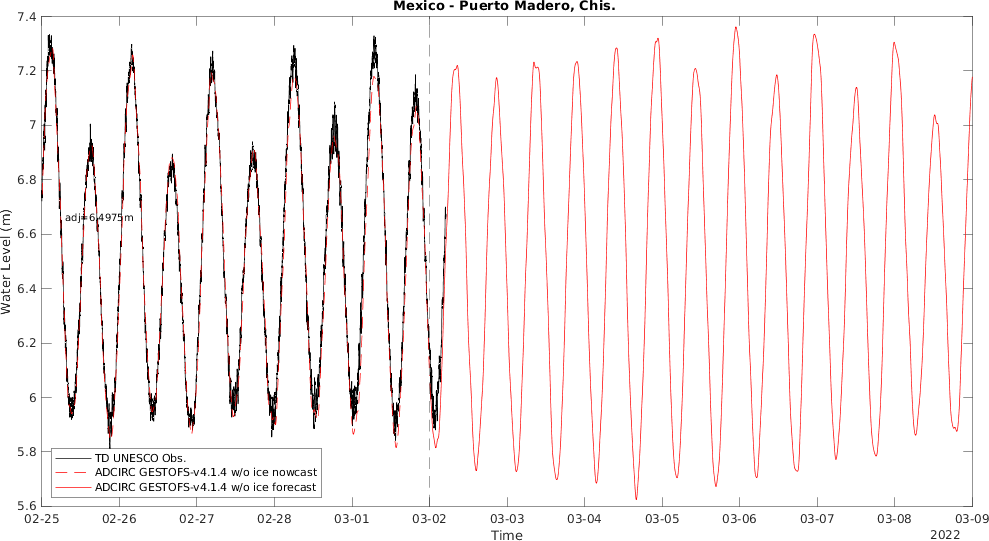 Mexico - Puerto Madero, Chis.
7.4
7.2
7
6.8
6.6
6.4
6.2
6
5.8
5.6
Water Level (m)
adj=6.4975m
TD UNESCO Obs.
ADCIRC GESTOFS-v4.1.4 w/o ice nowcast
ADCIRC GESTOFS-v4.1.4 w/o ice forecast
02-25 02-26 02-27 02-28 03-01 03-02 03-03 03-04 03-05 03-06 03-07 03-08 03-09
Time
2022